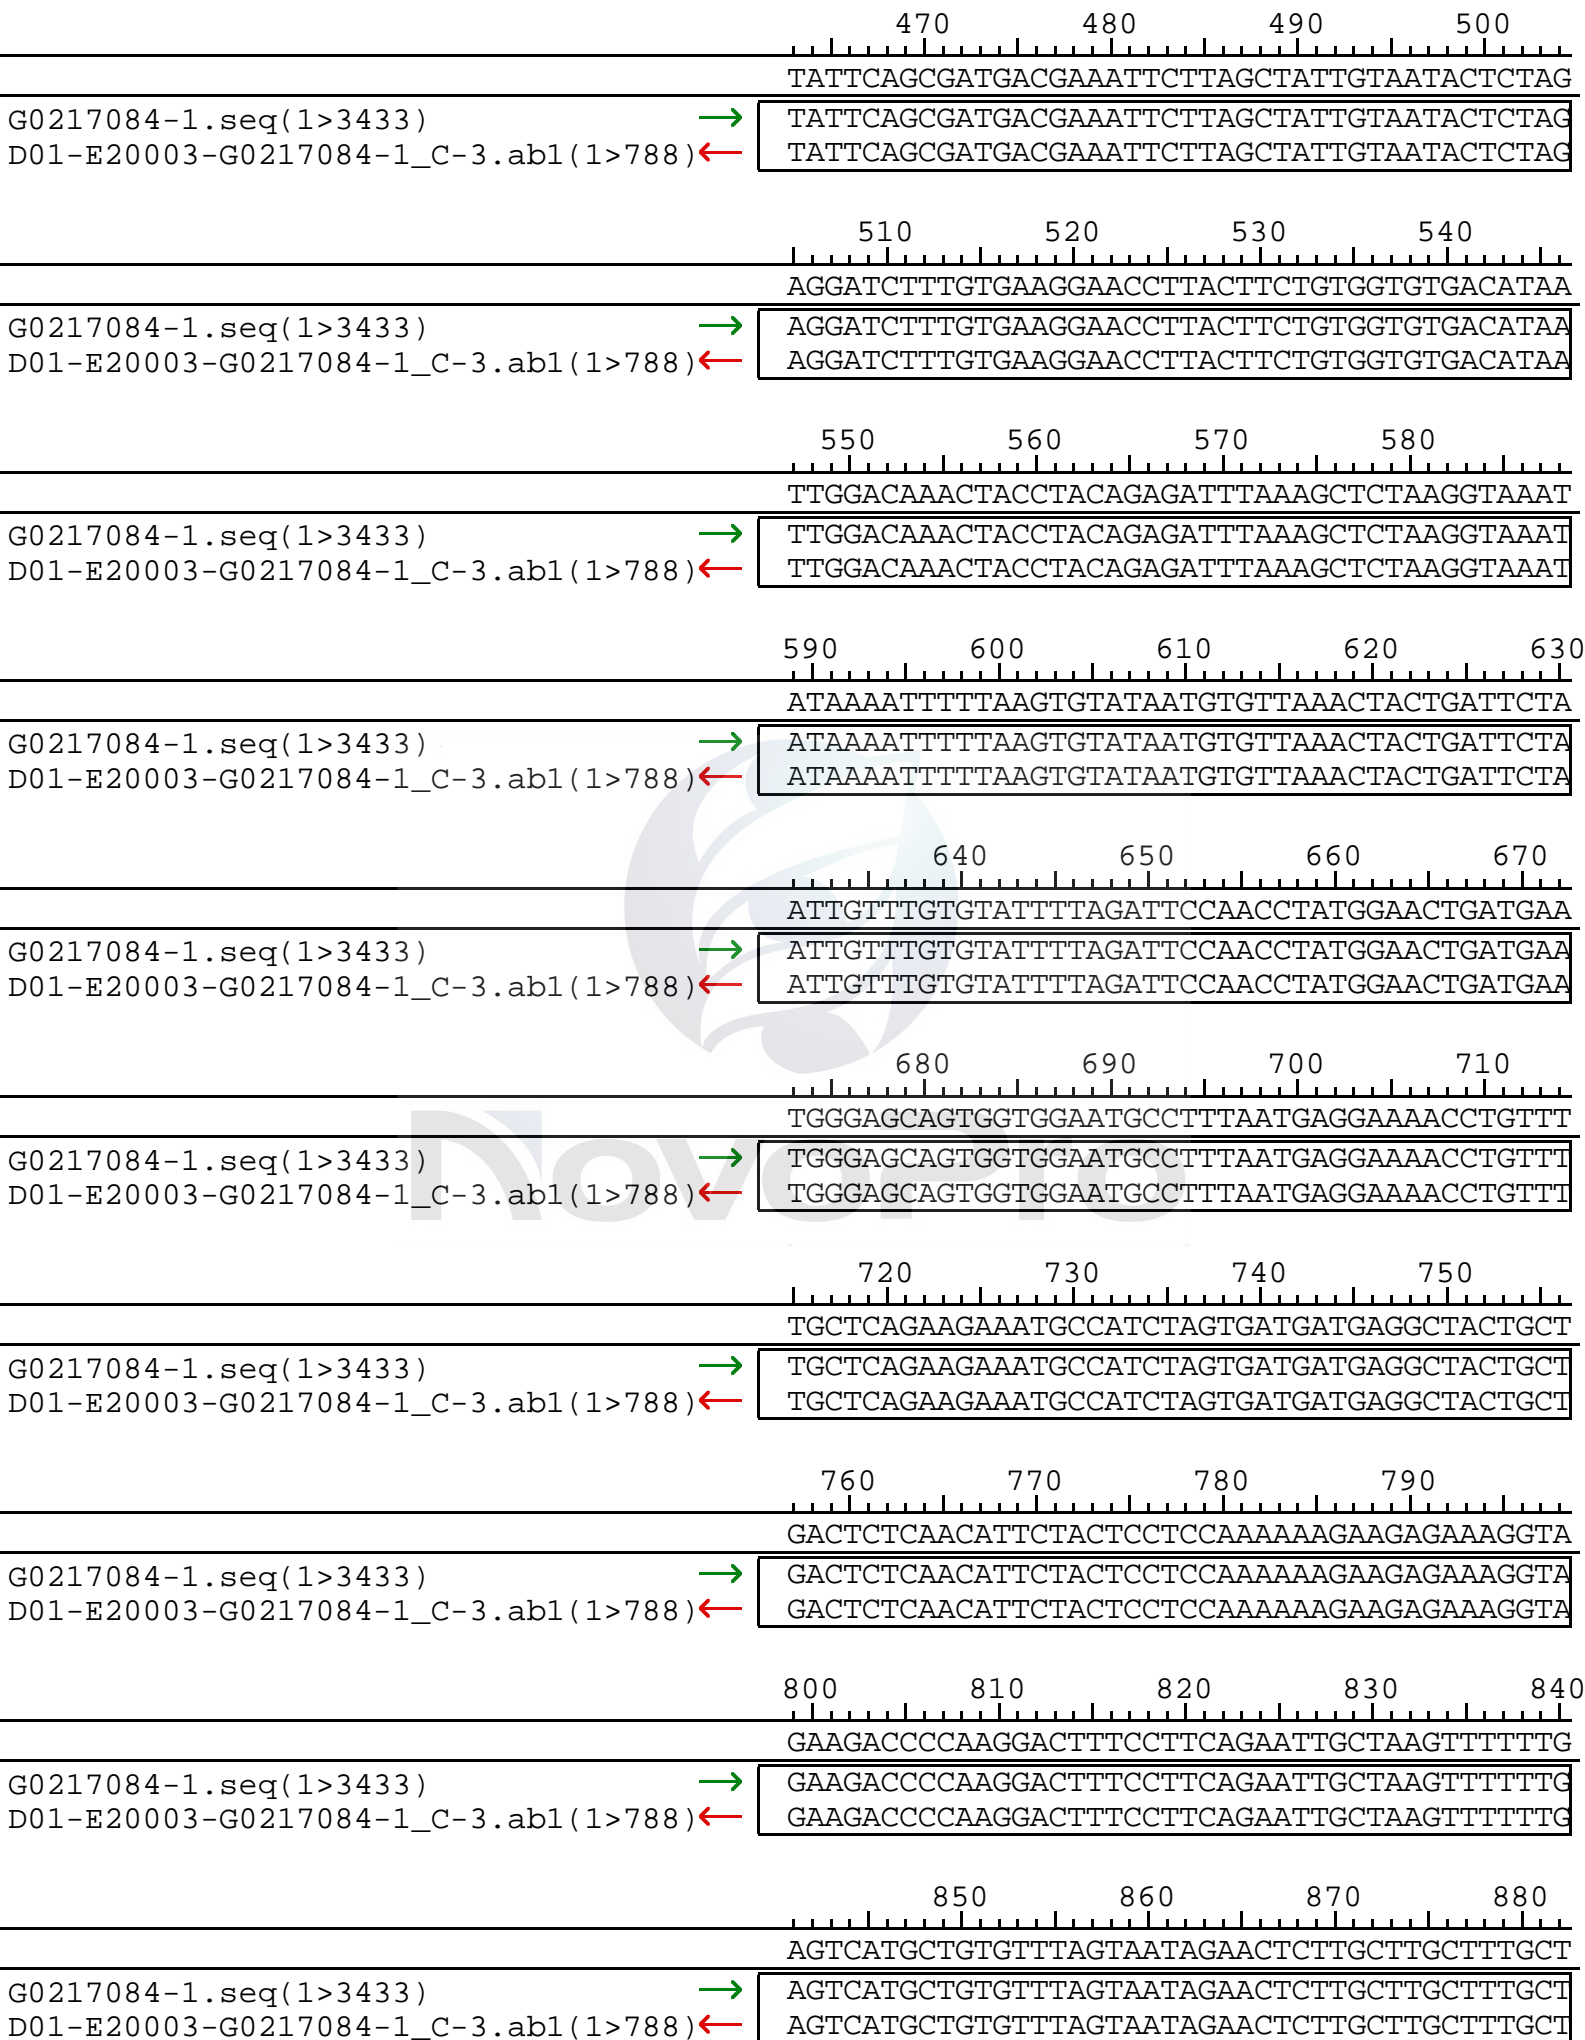 470 480 490 500
TATTCAGCGATGACGAAATTCTTAGCTATTGTAATACTCTAG
G0217084-1.seq(1>3433) → TATTCAGCGATGACGAAATTCTTAGCTATTGTAATACTCTAG
D01-E20003-G0217084-1_C-3.ab1(1>788)← TATTCAGCGATGACGAAATTCTTAGCTATTGTAATACTCTAG
510 520 530 540
AGGATCTTTGTGAAGGAACCTTACTTCTGTGGTGTGACATAA
G0217084-1.seq(1>3433) → AGGATCTTTGTGAAGGAACCTTACTTCTGTGGTGTGACATAA
D01-E20003-G0217084-1_C-3.ab1(1>788)← AGGATCTTTGTGAAGGAACCTTACTTCTGTGGTGTGACATAA
550 560 570 580
TTGGACAAACTACCTACAGAGATTTAAAGCTCTAAGGTAAAT
G0217084-1.seq(1>3433) → TTGGACAAACTACCTACAGAGATTTAAAGCTCTAAGGTAAAT
D01-E20003-G0217084-1_C-3.ab1(1>788)← TTGGACAAACTACCTACAGAGATTTAAAGCTCTAAGGTAAAT
590 600 610 620 630
ATAAAATTTTTAAGTGTATAATGTGTTAAACTACTGATTCTA
G0217084-1.seq(1>3433) → ATAAAATTTTTAAGTGTATAATGTGTTAAACTACTGATTCTA
D01-E20003-G0217084-1_C-3.ab1(1>788)← ATAAAATTTTTAAGTGTATAATGTGTTAAACTACTGATTCTA
640 650 660 670
ATTGTTTGTGTATTTTAGATTCCAACCTATGGAACTGATGAA
G0217084-1.seq(1>3433) → ATTGTTTGTGTATTTTAGATTCCAACCTATGGAACTGATGAA
D01-E20003-G0217084-1_C-3.ab1(1>788)← ATTGTTTGTGTATTTTAGATTCCAACCTATGGAACTGATGAA
680 690 700 710
TGGGAGCAGTGGTGGAATGCCTTTAATGAGGAAAACCTGTTT
G0217084-1.seq(1>3433) → TGGGAGCAGTGGTGGAATGCCTTTAATGAGGAAAACCTGTTT
D01-E20003-G0217084-1_C-3.ab1(1>788)← TGGGAGCAGTGGTGGAATGCCTTTAATGAGGAAAACCTGTTT
NovoPro
720 730 740 750
TGCTCAGAAGAAATGCCATCTAGTGATGATGAGGCTACTGCT
G0217084-1.seq(1>3433) → TGCTCAGAAGAAATGCCATCTAGTGATGATGAGGCTACTGCT
D01-E20003-G0217084-1_C-3.ab1(1>788)← TGCTCAGAAGAAATGCCATCTAGTGATGATGAGGCTACTGCT
760 770 780 790
GACTCTCAACATTCTACTCCTCCAAAAAAGAAGAGAAAGGTA
G0217084-1.seq(1>3433) → GACTCTCAACATTCTACTCCTCCAAAAAAGAAGAGAAAGGTA
D01-E20003-G0217084-1_C-3.ab1(1>788)← GACTCTCAACATTCTACTCCTCCAAAAAAGAAGAGAAAGGTA
800 810 820 830 840
GAAGACCCCAAGGACTTTCCTTCAGAATTGCTAAGTTTTTTG
G0217084-1.seq(1>3433) → GAAGACCCCAAGGACTTTCCTTCAGAATTGCTAAGTTTTTTG
D01-E20003-G0217084-1_C-3.ab1(1>788)← GAAGACCCCAAGGACTTTCCTTCAGAATTGCTAAGTTTTTTG
850 860 870 880
AGTCATGCTGTGTTTAGTAATAGAACTCTTGCTTGCTTTGCT
G0217084-1.seq(1>3433) → AGTCATGCTGTGTTTAGTAATAGAACTCTTGCTTGCTTTGCT
D01-E20003-G0217084-1_C-3.ab1(1>788)← AGTCATGCTGTGTTTAGTAATAGAACTCTTGCTTGCTTTGCT